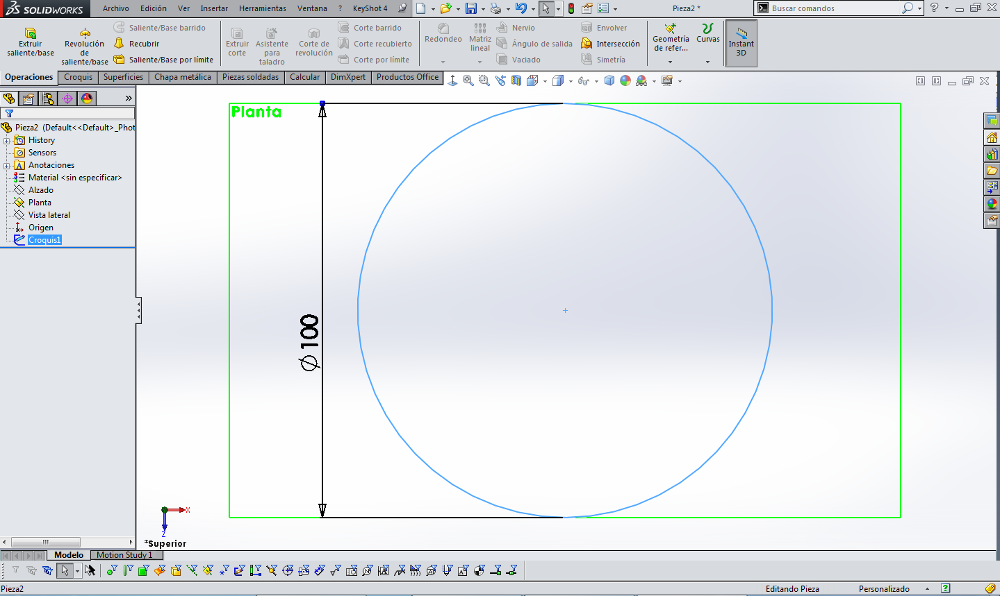 SOLIDWORKS Archivo Edición Ver Insertar Herramientas Ventana ? KeyShot 4 Pieza2 * Buscar comandos ?
Extruir saliente/base
Revolución de saliente/base
Saliente/Base barrido
Recubrir
Saliente/Base por límite
Extruir corte
Asistente para taladro
Corte de revolución
Corte barrido
Corte recubierto
Corte por límite
Redondeo
Matriz lineal
Nervio
Ángulo de salida
Vaciado
Envolver
Intersección
Simetría
Geometría de refer...
Curvas
Instant 3D
Operaciones Croquis Superficies Chapa metálica Piezas soldadas Calcular DimXpert Productos Office
»
Pieza2 (Default<<Default>_Phot
History
Sensors
Anotaciones
Material <sin especificar>
Alzado
Planta
Vista lateral
Origen
Croquis1
Planta
Ø100
X
Z
*Superior
Modelo Motion Study 1
Pieza2 Editando Pieza Personalizado ?